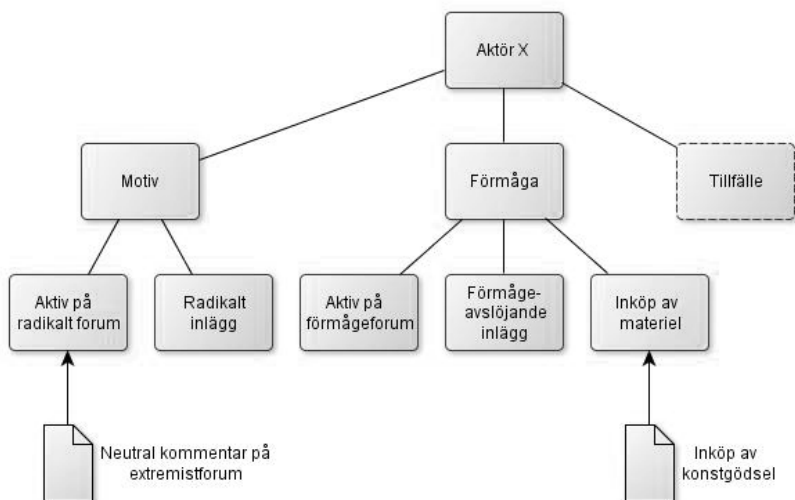 Aktör X
Motiv
Förmåga
Tillfälle
Aktiv på
radikalt forum
Radikalt
inlägg
Aktiv på
förmågeforum
Förmåge-
avslöjande
inlägg
Inköp av
materiel
Neutral kommentar på
extremistforum
Inköp av
konstgödsel